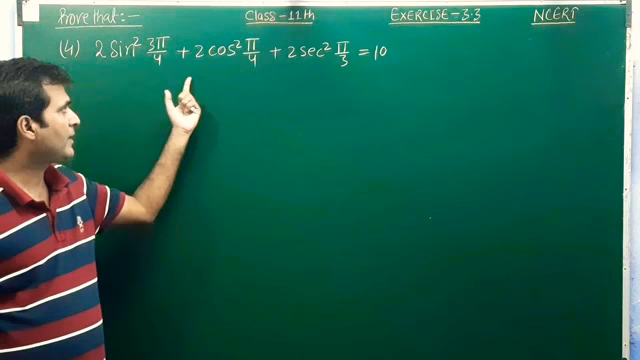 Prove that :- Class - 11th EXERCISE - 3.3 NCERT
(4) 2 Sin² 3π/4 + 2 cos² π/4 + 2 sec² π/3 = 10